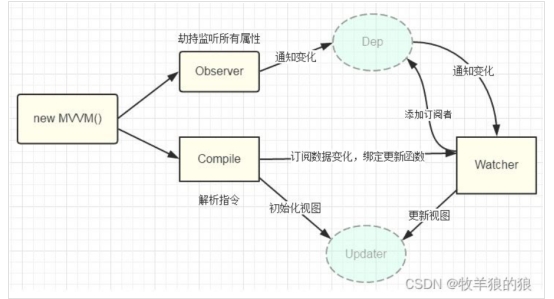 劫持监听所有属性
Dep
Observer
通知变化
通知变化
new MVVM()
添加订阅者
Compile
订阅数据变化，绑定更新函数
Watcher
解析指令
初始化视图
更新视图
Updater
CSDN @牧羊狼的狼